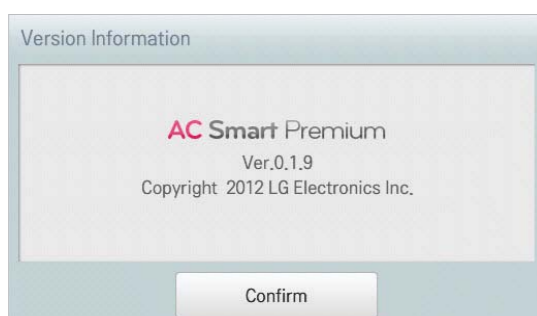 Version Information
AC Smart Premium
Ver.0.1.9
Copyright 2012 LG Electronics Inc.
Confirm